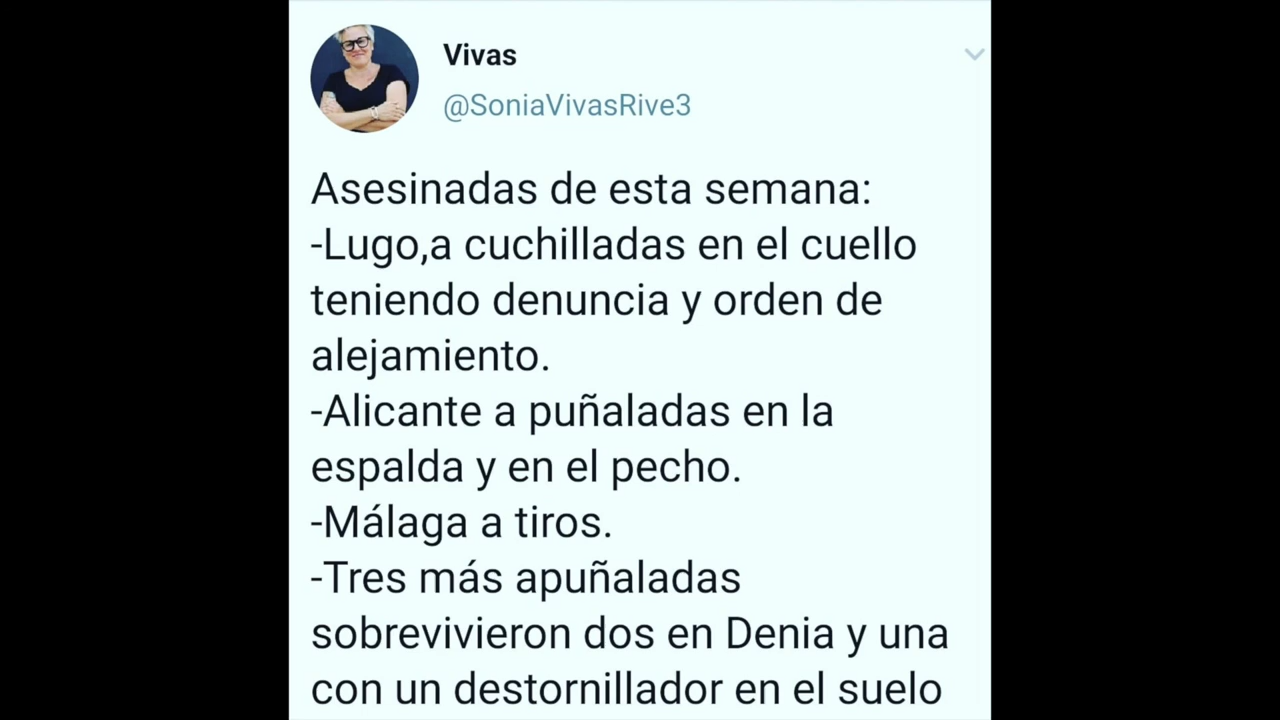 Vivas
@SoniaVivasRive3
Asesinadas de esta semana:
-Lugo,a cuchilladas en el cuello
teniendo denuncia y orden de
alejamiento.
-Alicante a puñaladas en la
espalda y en el pecho.
-Málaga a tiros.
-Tres más apuñaladas
sobrevivieron dos en Denia y una
con un destornillador en el suelo